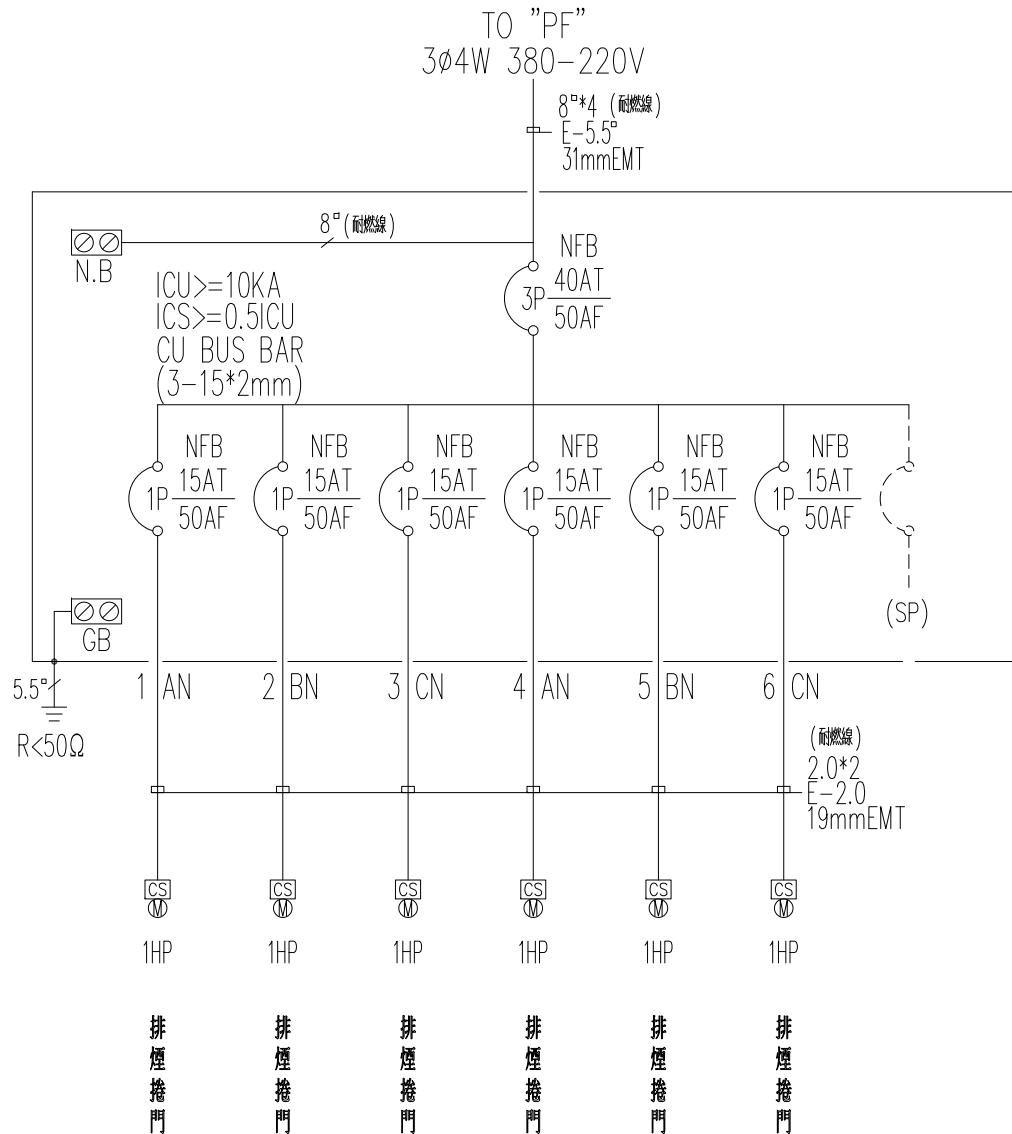 TO "PF"
3ø4W 380-220V
8□*4 (耐燃線)
E-5.5□
31mmEMT
8□(耐燃線)
N.B
NFB
3P 40AT
50AF
ICU>=10KA
ICS>=0.5ICU
CU BUS BAR
(3-15*2mm)
NFB NFB NFB NFB NFB NFB
1P 15AT 1P 15AT 1P 15AT 1P 15AT 1P 15AT 1P 15AT
50AF 50AF 50AF 50AF 50AF 50AF
(SP)
GB
5.5□
R<50Ω
1 AN 2 BN 3 CN 4 AN 5 BN 6 CN
(耐燃線)
2.0*2
E-2.0
19mmEMT
CS CS CS CS CS CS
M M M M M M
1HP 1HP 1HP 1HP 1HP 1HP
排煙捲門
排煙捲門
排煙捲門
排煙捲門
排煙捲門
排煙捲門